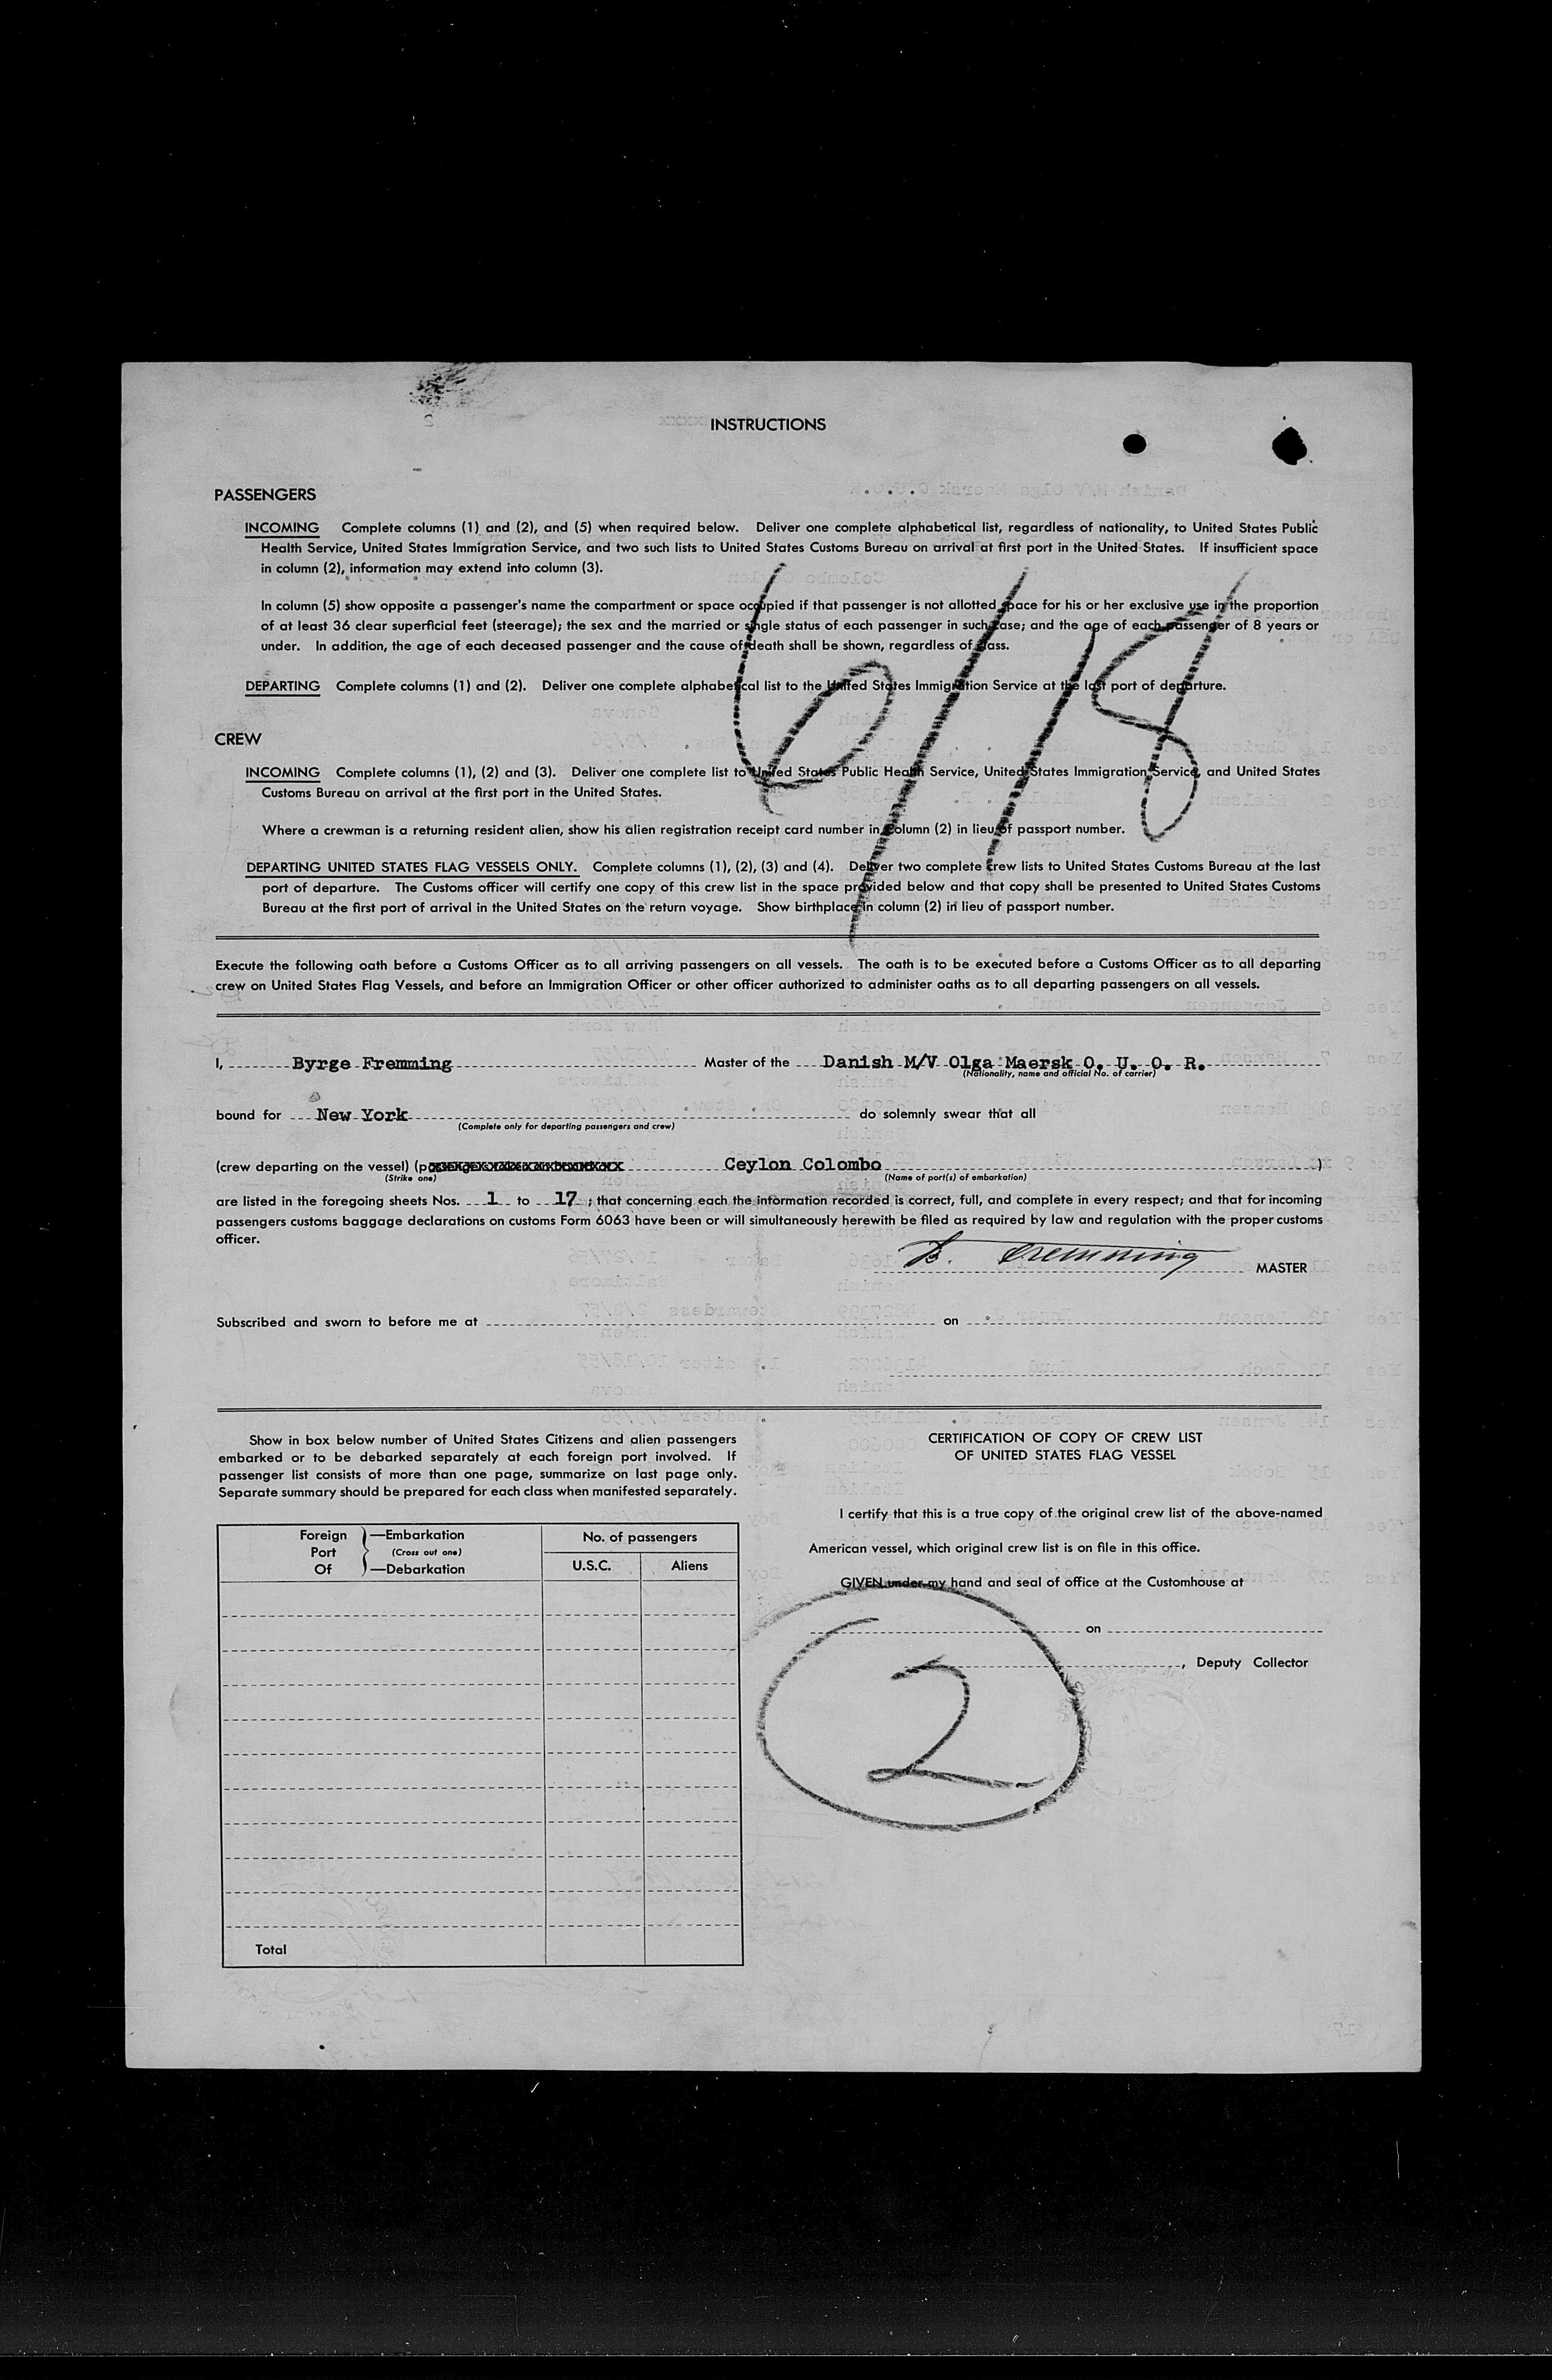 INSTRUCTIONS
PASSENGERS
INCOMING Complete columns (1) and (2), and (5) when required below. Deliver one complete alphabetical list, regardless of nationality, to United States Public
Health Service, United States Immigration Service, and two such lists to United States Customs Bureau on arrival at first port in the United States. If insufficient space
in column (2), information may extend into column (3).
In column (5) show opposite a passenger's name the compartment or space occupied if that passenger is not allotted space for his or her exclusive use in the proportion
of at least 36 clear superficial feet (steerage); the sex and the married or single status of each passenger in such case; and the age of each passenger of 8 years or
under. In addition, the age of each deceased passenger and the cause of death shall be shown, regardless of class.
DEPARTING Complete columns (1) and (2). Deliver one complete alphabetical list to the United States Immigration Service at the last port of departure.
6/18
CREW
INCOMING Complete columns (1), (2) and (3). Deliver one complete list to United States Public Health Service, United States Immigration Service, and United States
Customs Bureau on arrival at the first port in the United States.
Where a crewman is a returning resident alien, show his alien registration receipt card number in column (2) in lieu of passport number.
DEPARTING UNITED STATES FLAG VESSELS ONLY. Complete columns (1), (2), (3) and (4). Deliver two complete crew lists to United States Customs Bureau at the last
port of departure. The Customs officer will certify one copy of this crew list in the space provided below and that copy shall be presented to United States Customs
Bureau at the first port of arrival in the United States on the return voyage. Show birthplace in column (2) in lieu of passport number.
Execute the following oath before a Customs Officer as to all arriving passengers on all vessels. The oath is to be executed before a Customs Officer as to all departing
crew on United States Flag Vessels, and before an Immigration Officer or other officer authorized to administer oaths as to all departing passengers on all vessels.
I, Byrge Fremming Master of the Danish M/V Olga Maersk O. U. O. R.
(Nationality, name and official No. of carrier)
bound for New York do solemnly swear that all
(Complete only for departing passengers and crew)
(crew departing on the vessel) ( Ceylon Colombo )
(Strike one) (Name of port(s) of embarkation)
are listed in the foregoing sheets Nos. 1 to 17 ; that concerning each the information recorded is correct, full, and complete in every respect; and that for incoming
passengers customs baggage declarations on customs Form 6063 have been or will simultaneously herewith be filed as required by law and regulation with the proper customs
officer.
B. Fremming MASTER
Subscribed and sworn to before me at on
Show in box below number of United States Citizens and alien passengers
embarked or to be debarked separately at each foreign port involved. If
passenger list consists of more than one page, summarize on last page only.
Separate summary should be prepared for each class when manifested separately.
Foreign Port Of
—Embarkation
(Cross out one)
—Debarkation
No. of passengers
U.S.C. Aliens
Total
CERTIFICATION OF COPY OF CREW LIST
OF UNITED STATES FLAG VESSEL
I certify that this is a true copy of the original crew list of the above-named
American vessel, which original crew list is on file in this office.
GIVEN under my hand and seal of office at the Customhouse at
on
, Deputy Collector
2